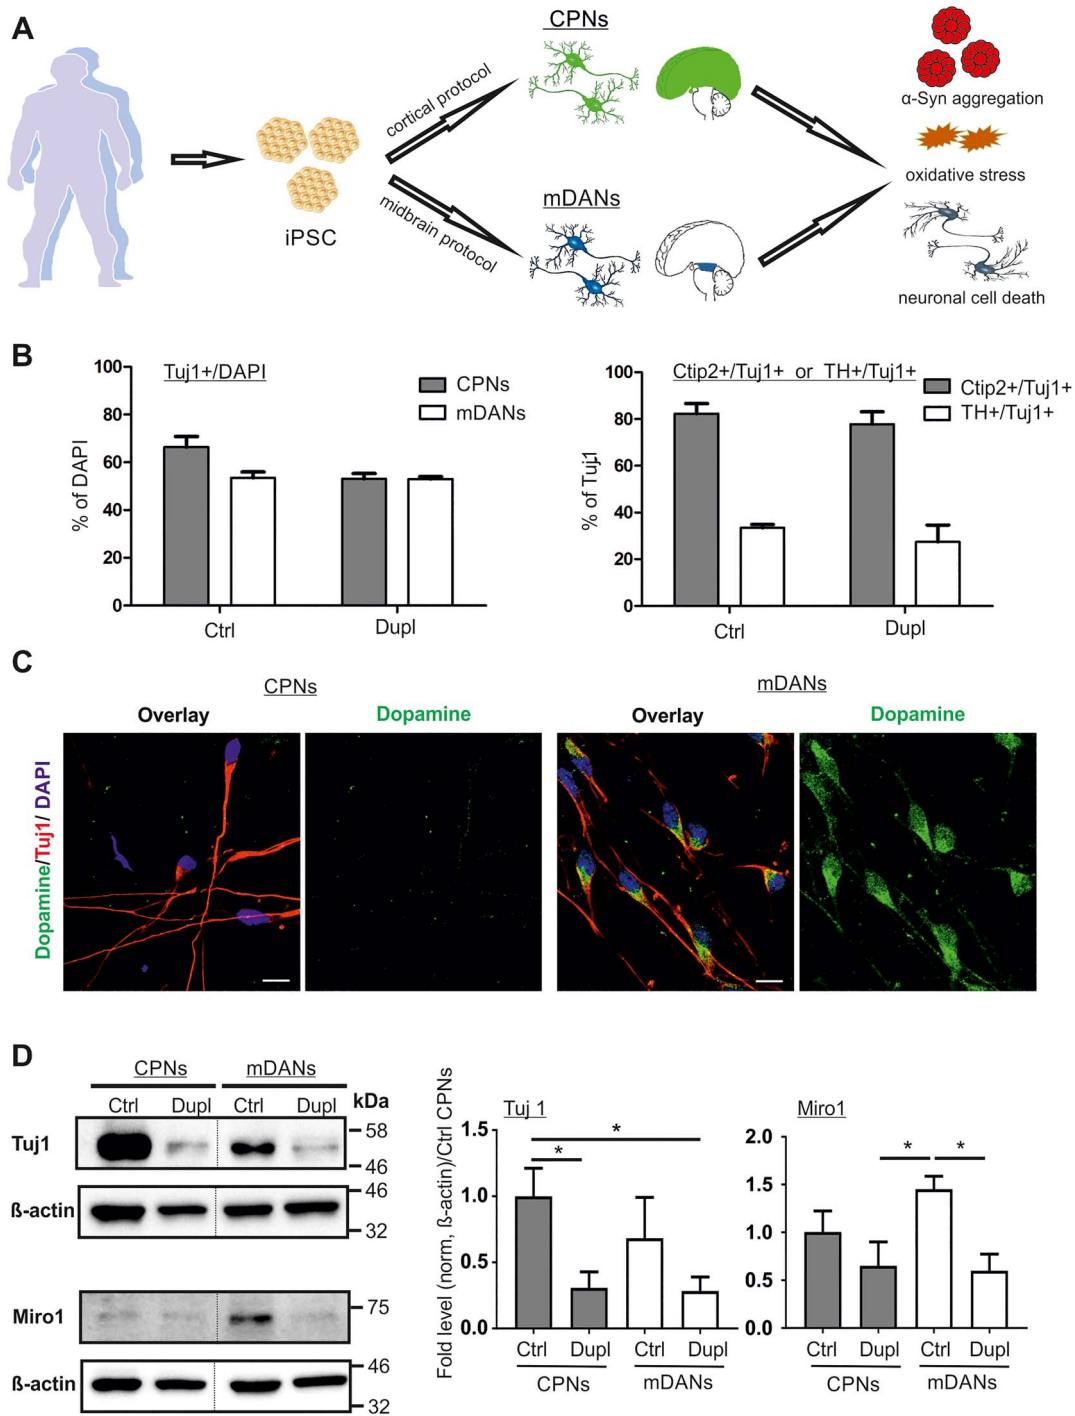 A
CPNs
cortical protocol
α-Syn aggregation
oxidative stress
iPSC
mDANs
midbrain protocol
neuronal cell death
B
100
80
60
40
20
0
% of DAPI
Tuj1+/DAPI
CPNs
mDANs
Ctrl
Dupl
100
80
60
40
20
0
% of Tuj1
Ctip2+/Tuj1+ or TH+/Tuj1+
Ctip2+/Tuj1+
TH+/Tuj1+
Ctrl
Dupl
C
CPNs
mDANs
Overlay
Dopamine
Overlay
Dopamine
Dopamine/Tuj1/ DAPI
D
CPNs
mDANs
Ctrl
Dupl
Ctrl
Dupl
kDa
Tuj1
58
46
ß-actin
46
32
Miro1
75
ß-actin
46
32
Fold level (norm, ß-actin)/Ctrl CPNs
Tuj 1
1.5
1.0
0.5
0.0
*
*
Ctrl
Dupl
Ctrl
Dupl
CPNs
mDANs
Miro1
2.0
1.5
1.0
0.5
0.0
*
*
Ctrl
Dupl
Ctrl
Dupl
CPNs
mDANs